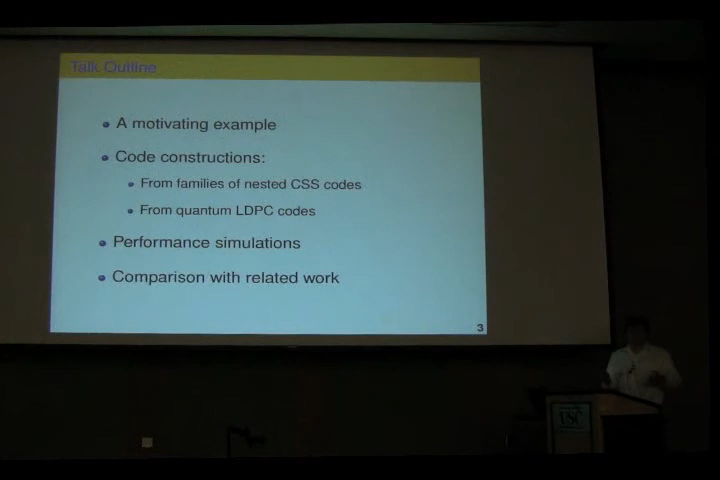 Talk Outline
A motivating example
Code constructions:
From families of nested CSS codes
From quantum LDPC codes
Performance simulations
Comparison with related work
3
USC